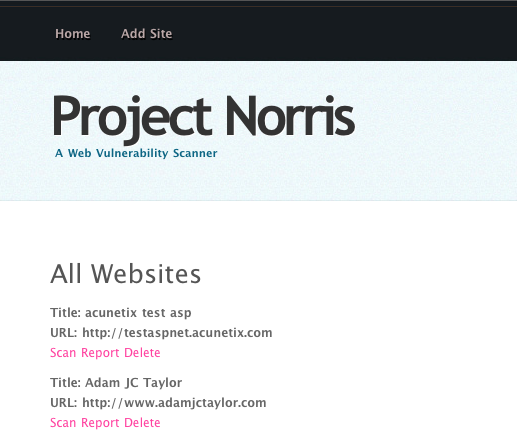 Home Add Site
Project Norris
A Web Vulnerability Scanner
All Websites
Title: acunetix test asp
URL: http://testaspnet.acunetix.com
Scan Report Delete
Title: Adam JC Taylor
URL: http://www.adamjctaylor.com
Scan Report Delete